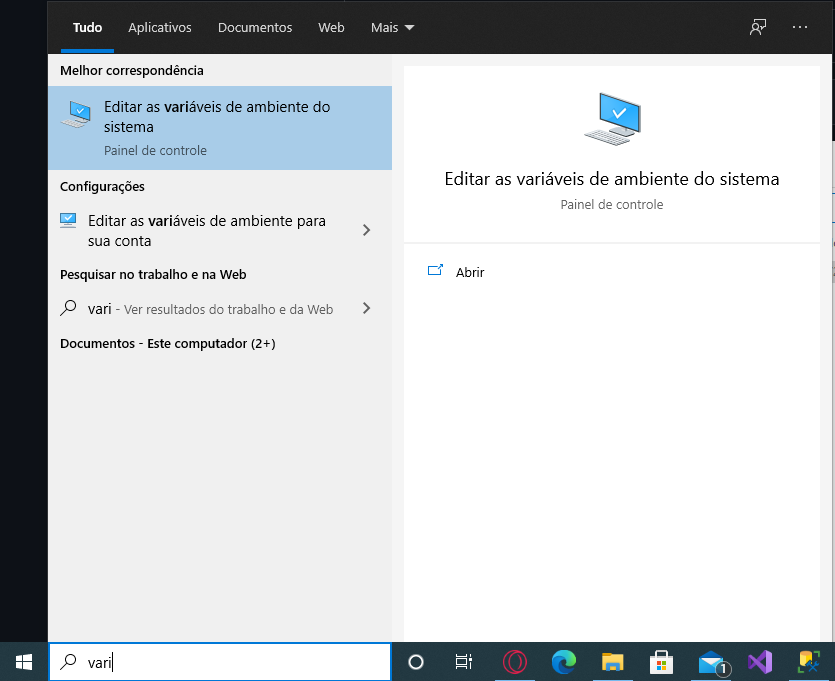 Tudo Aplicativos Documentos Web Mais
Melhor correspondência
Editar as variáveis de ambiente do
sistema
Painel de controle
Configurações
Editar as variáveis de ambiente para
sua conta
Pesquisar no trabalho e na Web
vari - Ver resultados do trabalho e da Web
Documentos - Este computador (2+)
Editar as variáveis de ambiente do sistema
Painel de controle
Abrir
vari
1